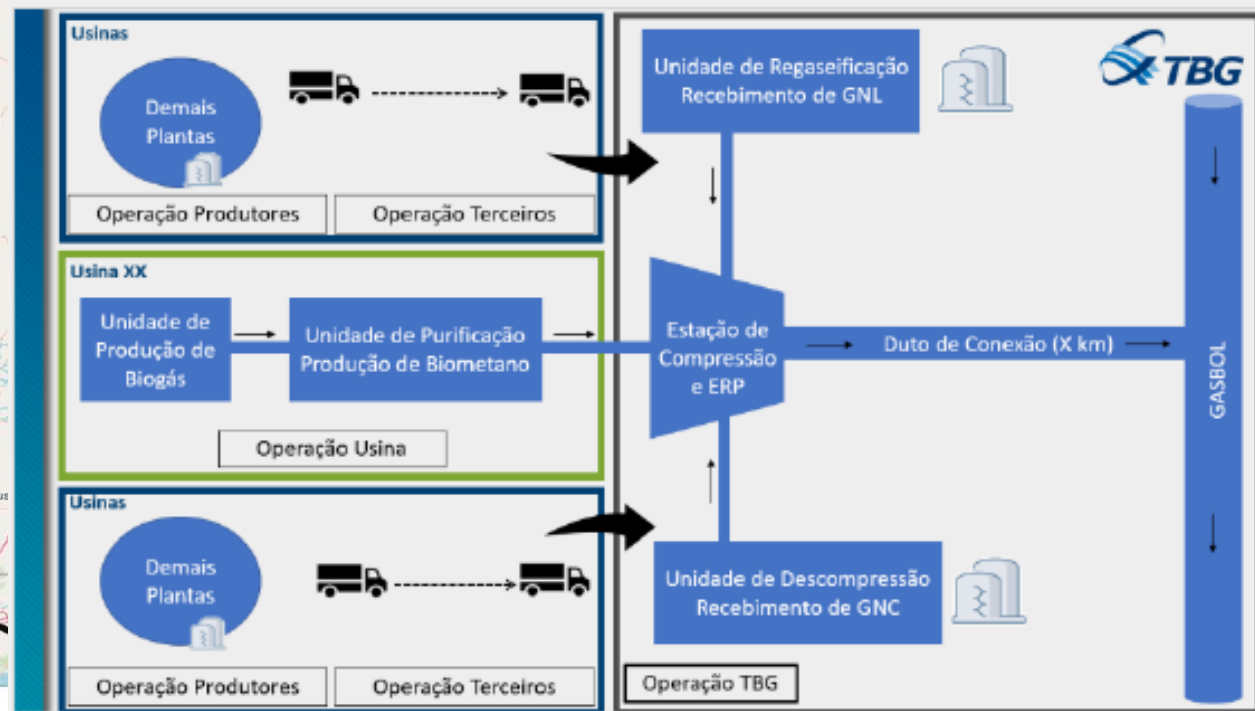 Usinas
Demais
Plantas
Operação Produtores
Operação Terceiros
Usina XX
Unidade de
Produção de
Biogás
Unidade de Purificação
Produção de Biometano
Operação Usina
Usinas
Demais
Plantas
Operação Produtores
Operação Terceiros
Unidade de Regaseificação
Recebimento de GNL
TBG
Estação de
Compressão
e ERP
Duto de Conexão (X km)
GASBOL
Unidade de Descompressão
Recebimento de GNC
Operação TBG